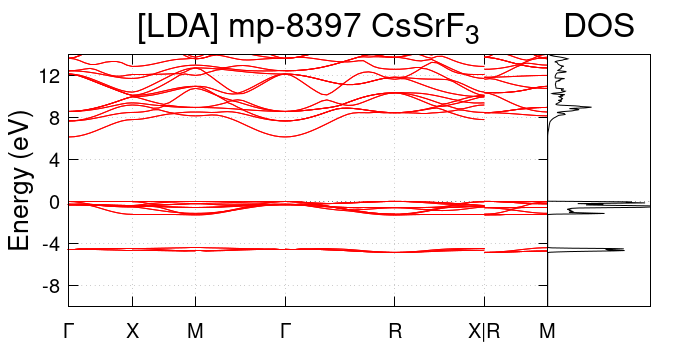 [LDA] mp-8397 CsSrF3 DOS
Energy (eV)
12
8
4
0
-4
-8
Γ X M Γ R X|R M